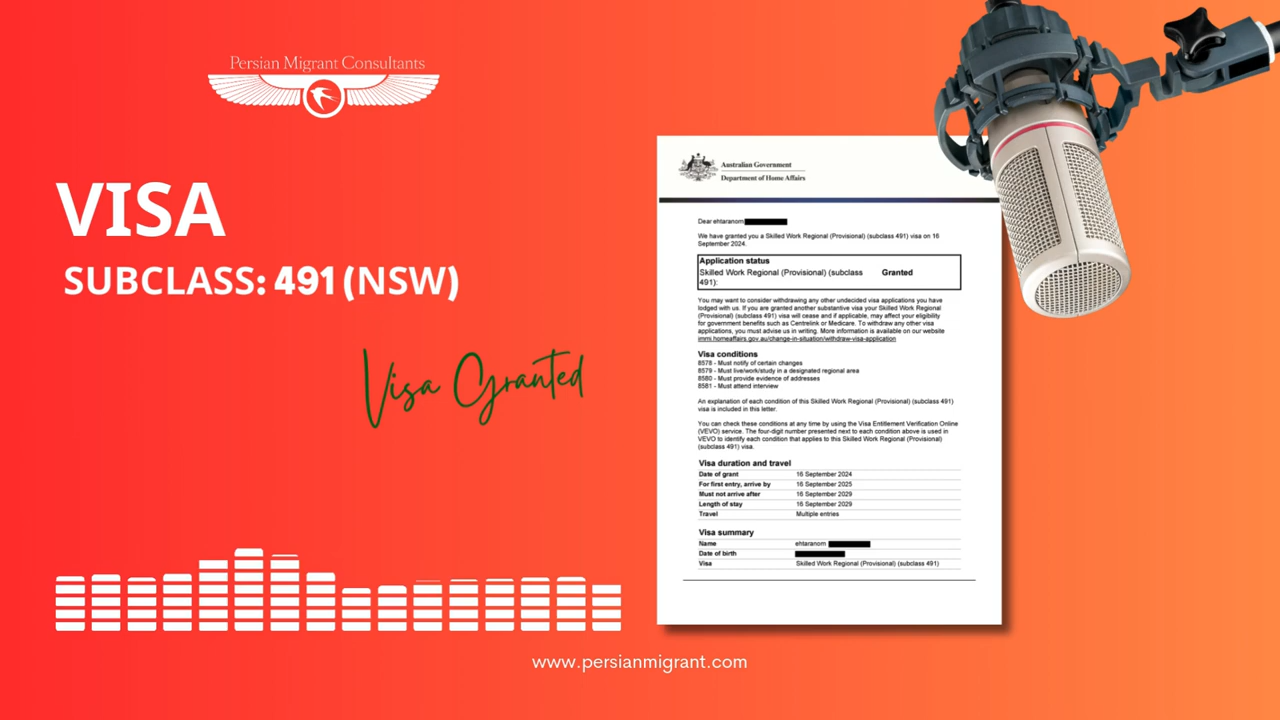 Persian Migrant Consultants
VISA
SUBCLASS: 491 (NSW)
Visa Granted
Australian Government
Department of Home Affairs
Dear ehtaranom
We have granted you a Skilled Work Regional (Provisional) (subclass 491) visa on 16
September 2024.
Application status
Skilled Work Regional (Provisional) (subclass Granted
491):
You may want to consider withdrawing any other undecided visa applications you have
lodged with us. If you are granted another substantive visa your Skilled Work Regional
(Provisional) (subclass 491) visa will cease and if applicable, may affect your eligibility
for government benefits such as Centrelink or Medicare. To withdraw any other visa
applications, you must advise us in writing. More information is available on our website
immi.homeaffairs.gov.au/change-in-situation/withdraw-visa-application
Visa conditions
8578 - Must notify of certain changes
8579 - Must live/work/study in a designated regional area
8580 - Must provide evidence of addresses
8581 - Must attend interview
An explanation of each condition of this Skilled Work Regional (Provisional) (subclass 491)
visa is included in this letter.
You can check these conditions at any time by using the Visa Entitlement Verification Online
(VEVO) service. The four-digit number presented next to each condition above is used in
VEVO to identify each condition that applies to this Skilled Work Regional (Provisional)
(subclass 491) visa.
Visa duration and travel
Date of grant 16 September 2024
For first entry, arrive by 16 September 2025
Must not arrive after 16 September 2029
Length of stay 16 September 2029
Travel Multiple entries
Visa summary
Name ehtaranom
Date of birth
Visa Skilled Work Regional (Provisional) (subclass 491)
www.persianmigrant.com